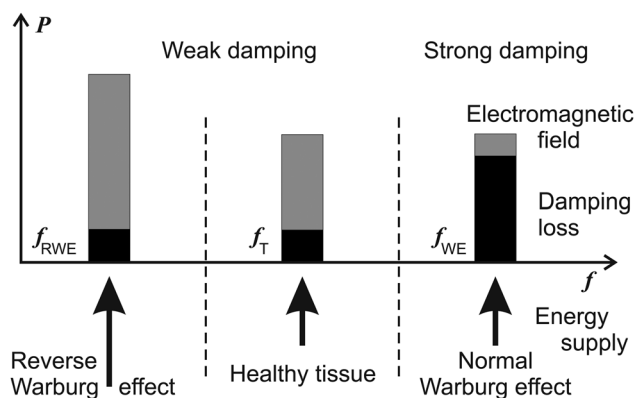 P
Weak damping
Strong damping
Electromagnetic
field
Damping
loss
fRWE
fT
fWE
f
Energy
supply
Reverse
Warburg effect
Healthy tissue
Normal
Warburg effect